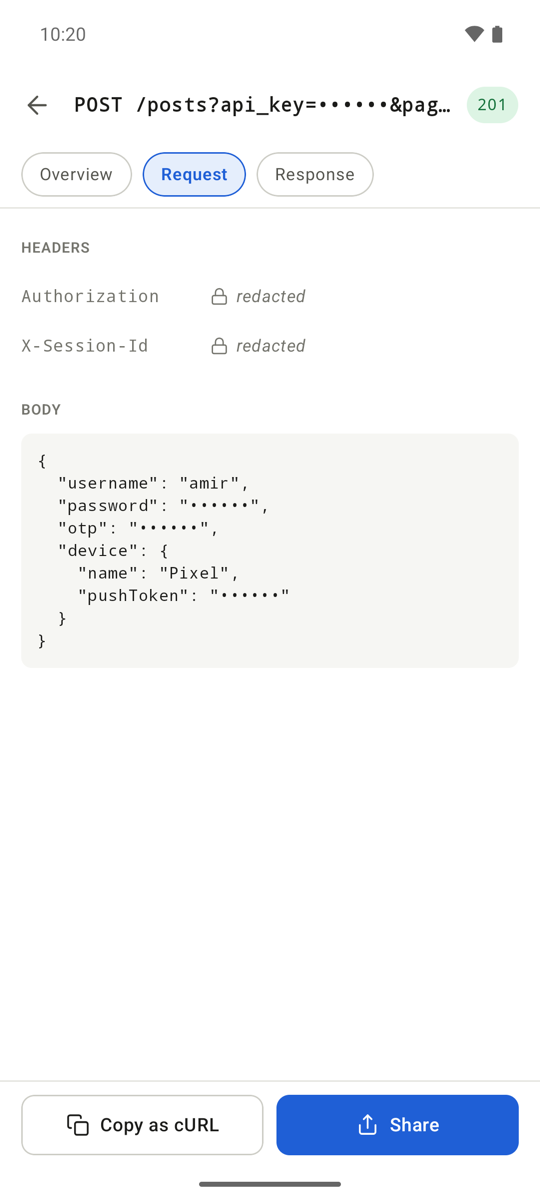 10:20
POST /posts?api_key=••••••&pag…
201
Overview
Request
Response
HEADERS
Authorization redacted
X-Session-Id redacted
BODY
{
  "username": "amir",
  "password": "••••••",
  "otp": "••••••",
  "device": {
    "name": "Pixel",
    "pushToken": "••••••"
  }
}
Copy as cURL
Share